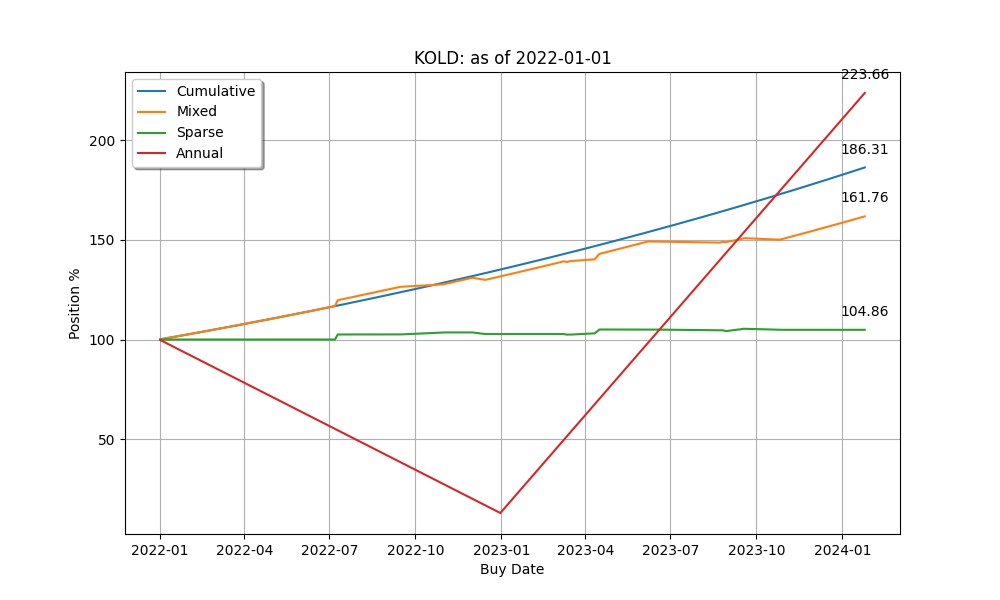 KOLD: as of 2022-01-01
Cumulative
Mixed
Sparse
Annual
223.66
186.31
161.76
104.86
200
150
100
50
Position %
2022-01 2022-04 2022-07 2022-10 2023-01 2023-04 2023-07 2023-10 2024-01
Buy Date